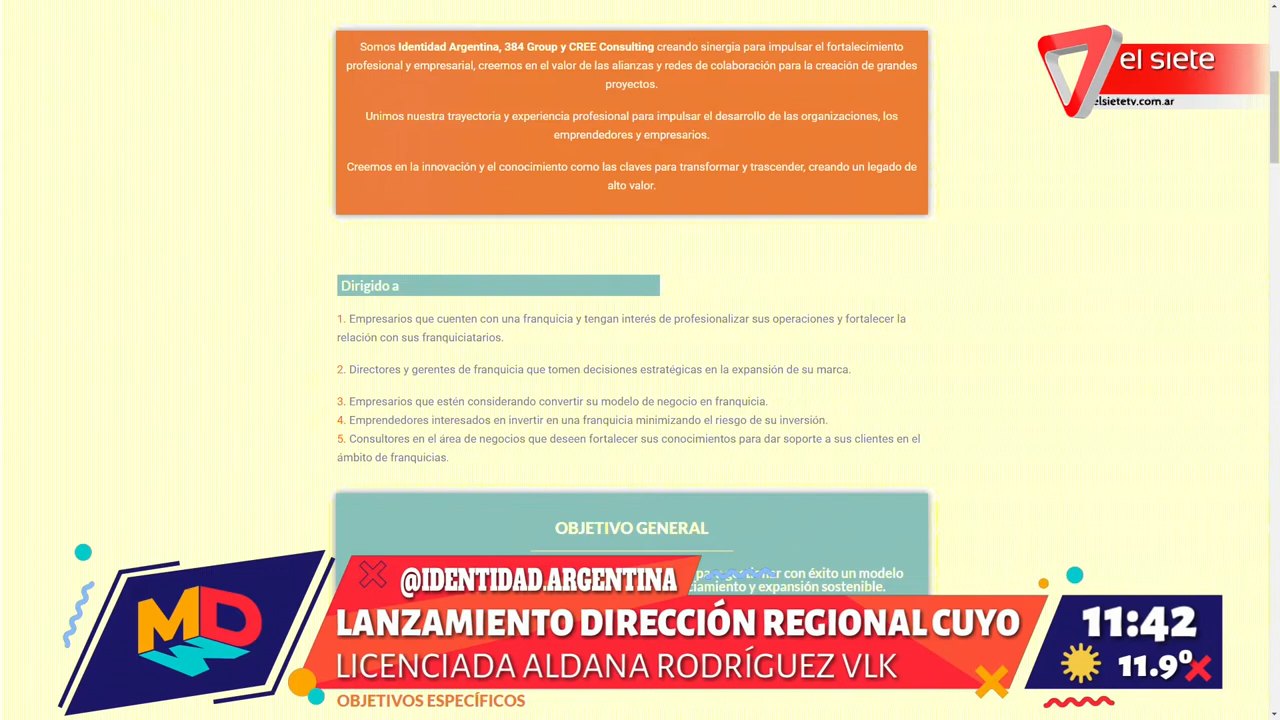 Somos Identidad Argentina, 384 Group y CREE Consulting creando sinergia para impulsar el fortalecimiento
profesional y empresarial, creemos en el valor de las alianzas y redes de colaboración para la creación de grandes
proyectos.
Unimos nuestra trayectoria y experiencia profesional para impulsar el desarrollo de las organizaciones, los
emprendedores y empresarios.
Creemos en la innovación y el conocimiento como las claves para transformar y trascender, creando un legado de
alto valor.
el siete
elsietetv.com.ar
Dirigido a
1. Empresarios que cuenten con una franquicia y tengan interés de profesionalizar sus operaciones y fortalecer la
relación con sus franquiciatarios.
2. Directores y gerentes de franquicia que tomen decisiones estratégicas en la expansión de su marca.
3. Empresarios que estén considerando convertir su modelo de negocio en franquicia.
4. Emprendedores interesados en invertir en una franquicia minimizando el riesgo de su inversión.
5. Consultores en el área de negocios que deseen fortalecer sus conocimientos para dar soporte a sus clientes en el
ámbito de franquicias.
OBJETIVO GENERAL
con éxito un modelo
y expansión sostenible.
MD
@IDENTIDAD.ARGENTINA
LANZAMIENTO DIRECCIÓN REGIONAL CUYO
LICENCIADA ALDANA RODRÍGUEZ VLK
11:42
11.9º
OBJETIVOS ESPECÍFICOS